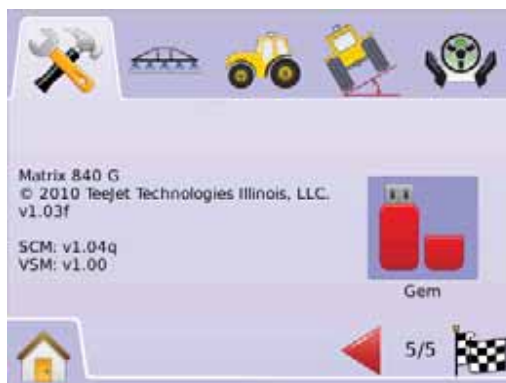 Matrix 840 G
© 2010 TeeJet Technologies Illinois, LLC.
v1.03f
SCM: v1.04q
VSM: v1.00
Gem
5/5